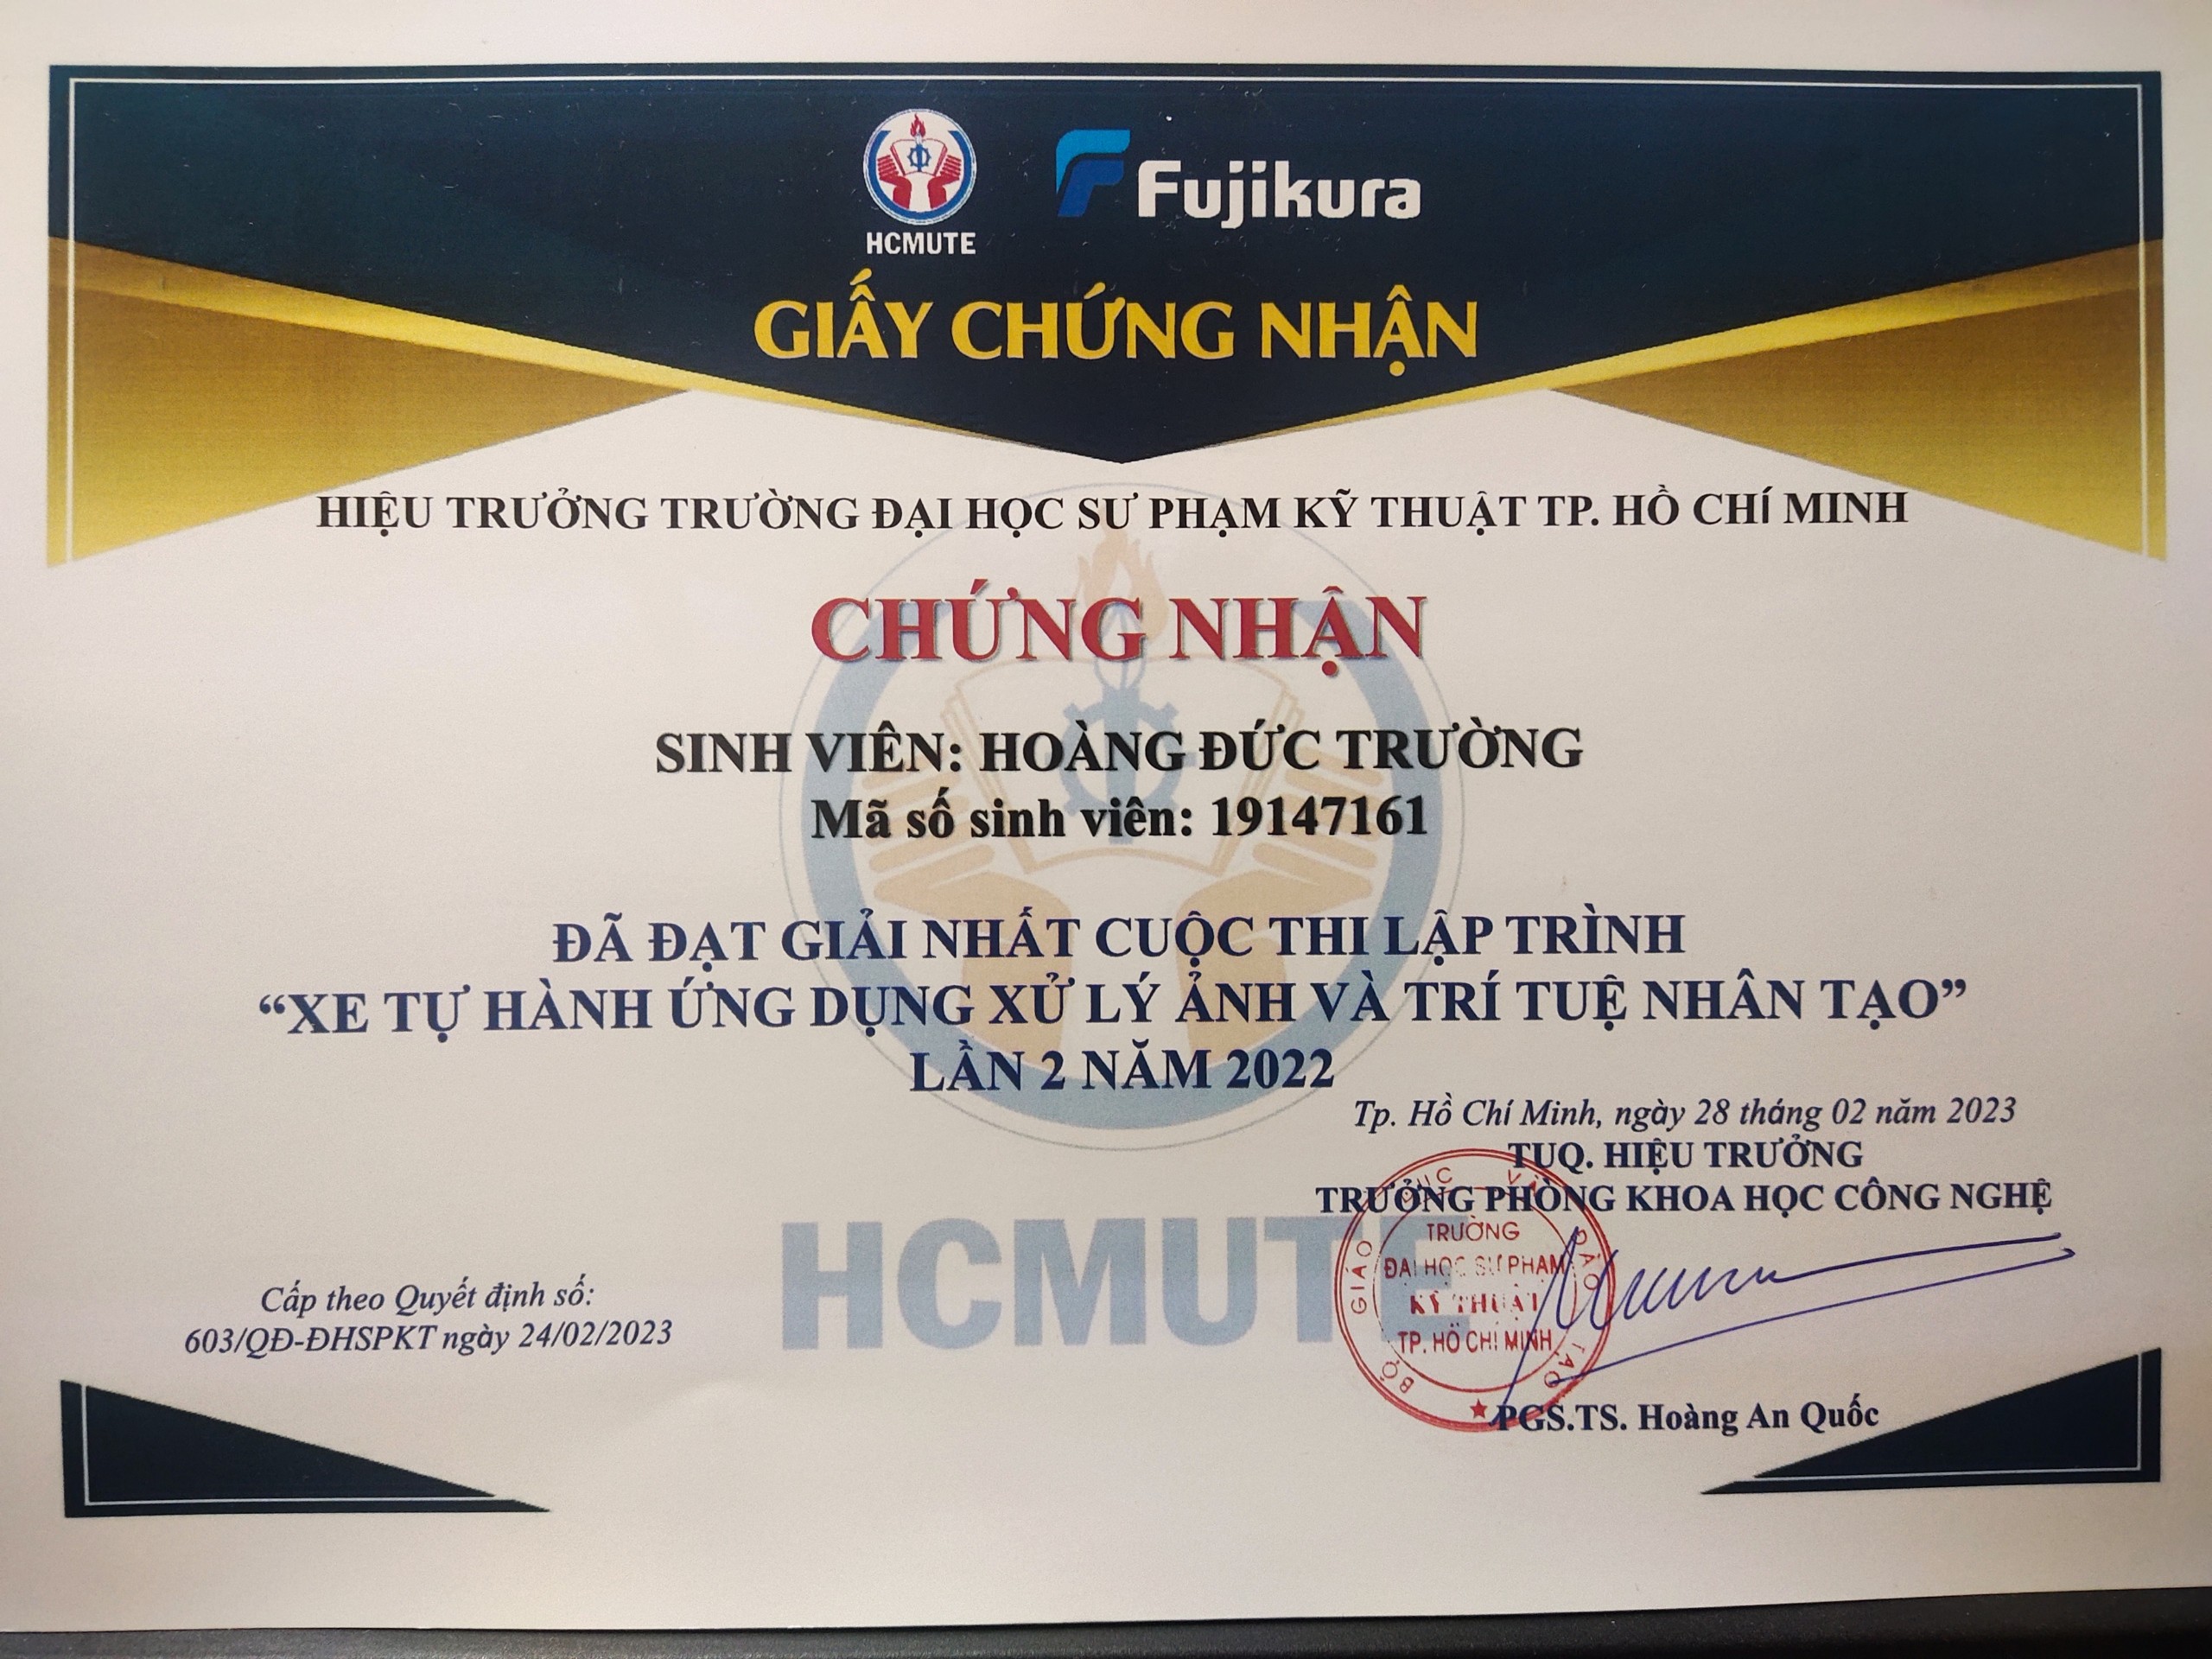 HCMUTE
Fujikura
GIẤY CHỨNG NHẬN
HIỆU TRƯỞNG TRƯỜNG ĐẠI HỌC SƯ PHẠM KỸ THUẬT TP. HỒ CHÍ MINH
CHỨNG NHẬN
SINH VIÊN: HOÀNG ĐỨC TRƯỜNG
Mã số sinh viên: 19147161
ĐÃ ĐẠT GIẢI NHẤT CUỘC THI LẬP TRÌNH
“XE TỰ HÀNH ỨNG DỤNG XỬ LÝ ẢNH VÀ TRÍ TUỆ NHÂN TẠO”
LẦN 2 NĂM 2022
Tp. Hồ Chí Minh, ngày 28 tháng 02 năm 2023
TUQ. HIỆU TRƯỞNG
TRƯỞNG PHÒNG KHOA HỌC CÔNG NGHỆ
HCMUTE
BỘ GIÁO DỤC VÀ ĐÀO TẠO
TRƯỜNG
ĐẠI HỌC SƯ PHẠM
KỸ THUẬT
TP. HỒ CHÍ MINH
Cấp theo Quyết định số:
603/QĐ-ĐHSPKT ngày 24/02/2023
PGS.TS. Hoàng An Quốc